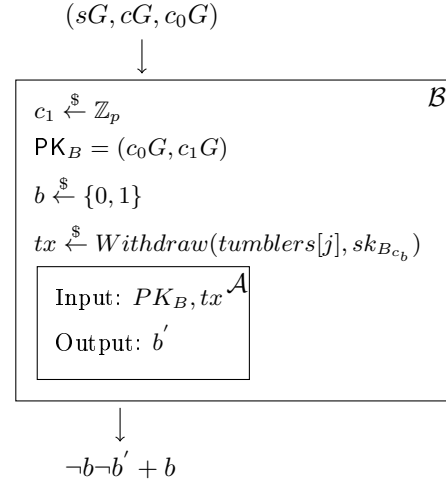 (sG, cG, c₀G)
𝓑
c₁ ←$ ℤₚ
PK_B = (c₀G, c₁G)
b ←$ {0, 1}
tx ←$ Withdraw(tumblers[j], sk_{B_{c_b}})
𝓐
Input: PK_B, tx
Output: b′
¬b¬b′ + b